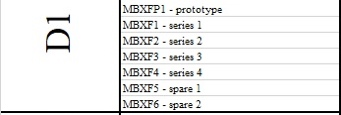 D1
MBXFP1 - prototype
MBXF1 - series 1
MBXF2 - series 2
MBXF3 - series 3
MBXF4 - series 4
MBXF5 - spare 1
MBXF6 - spare 2